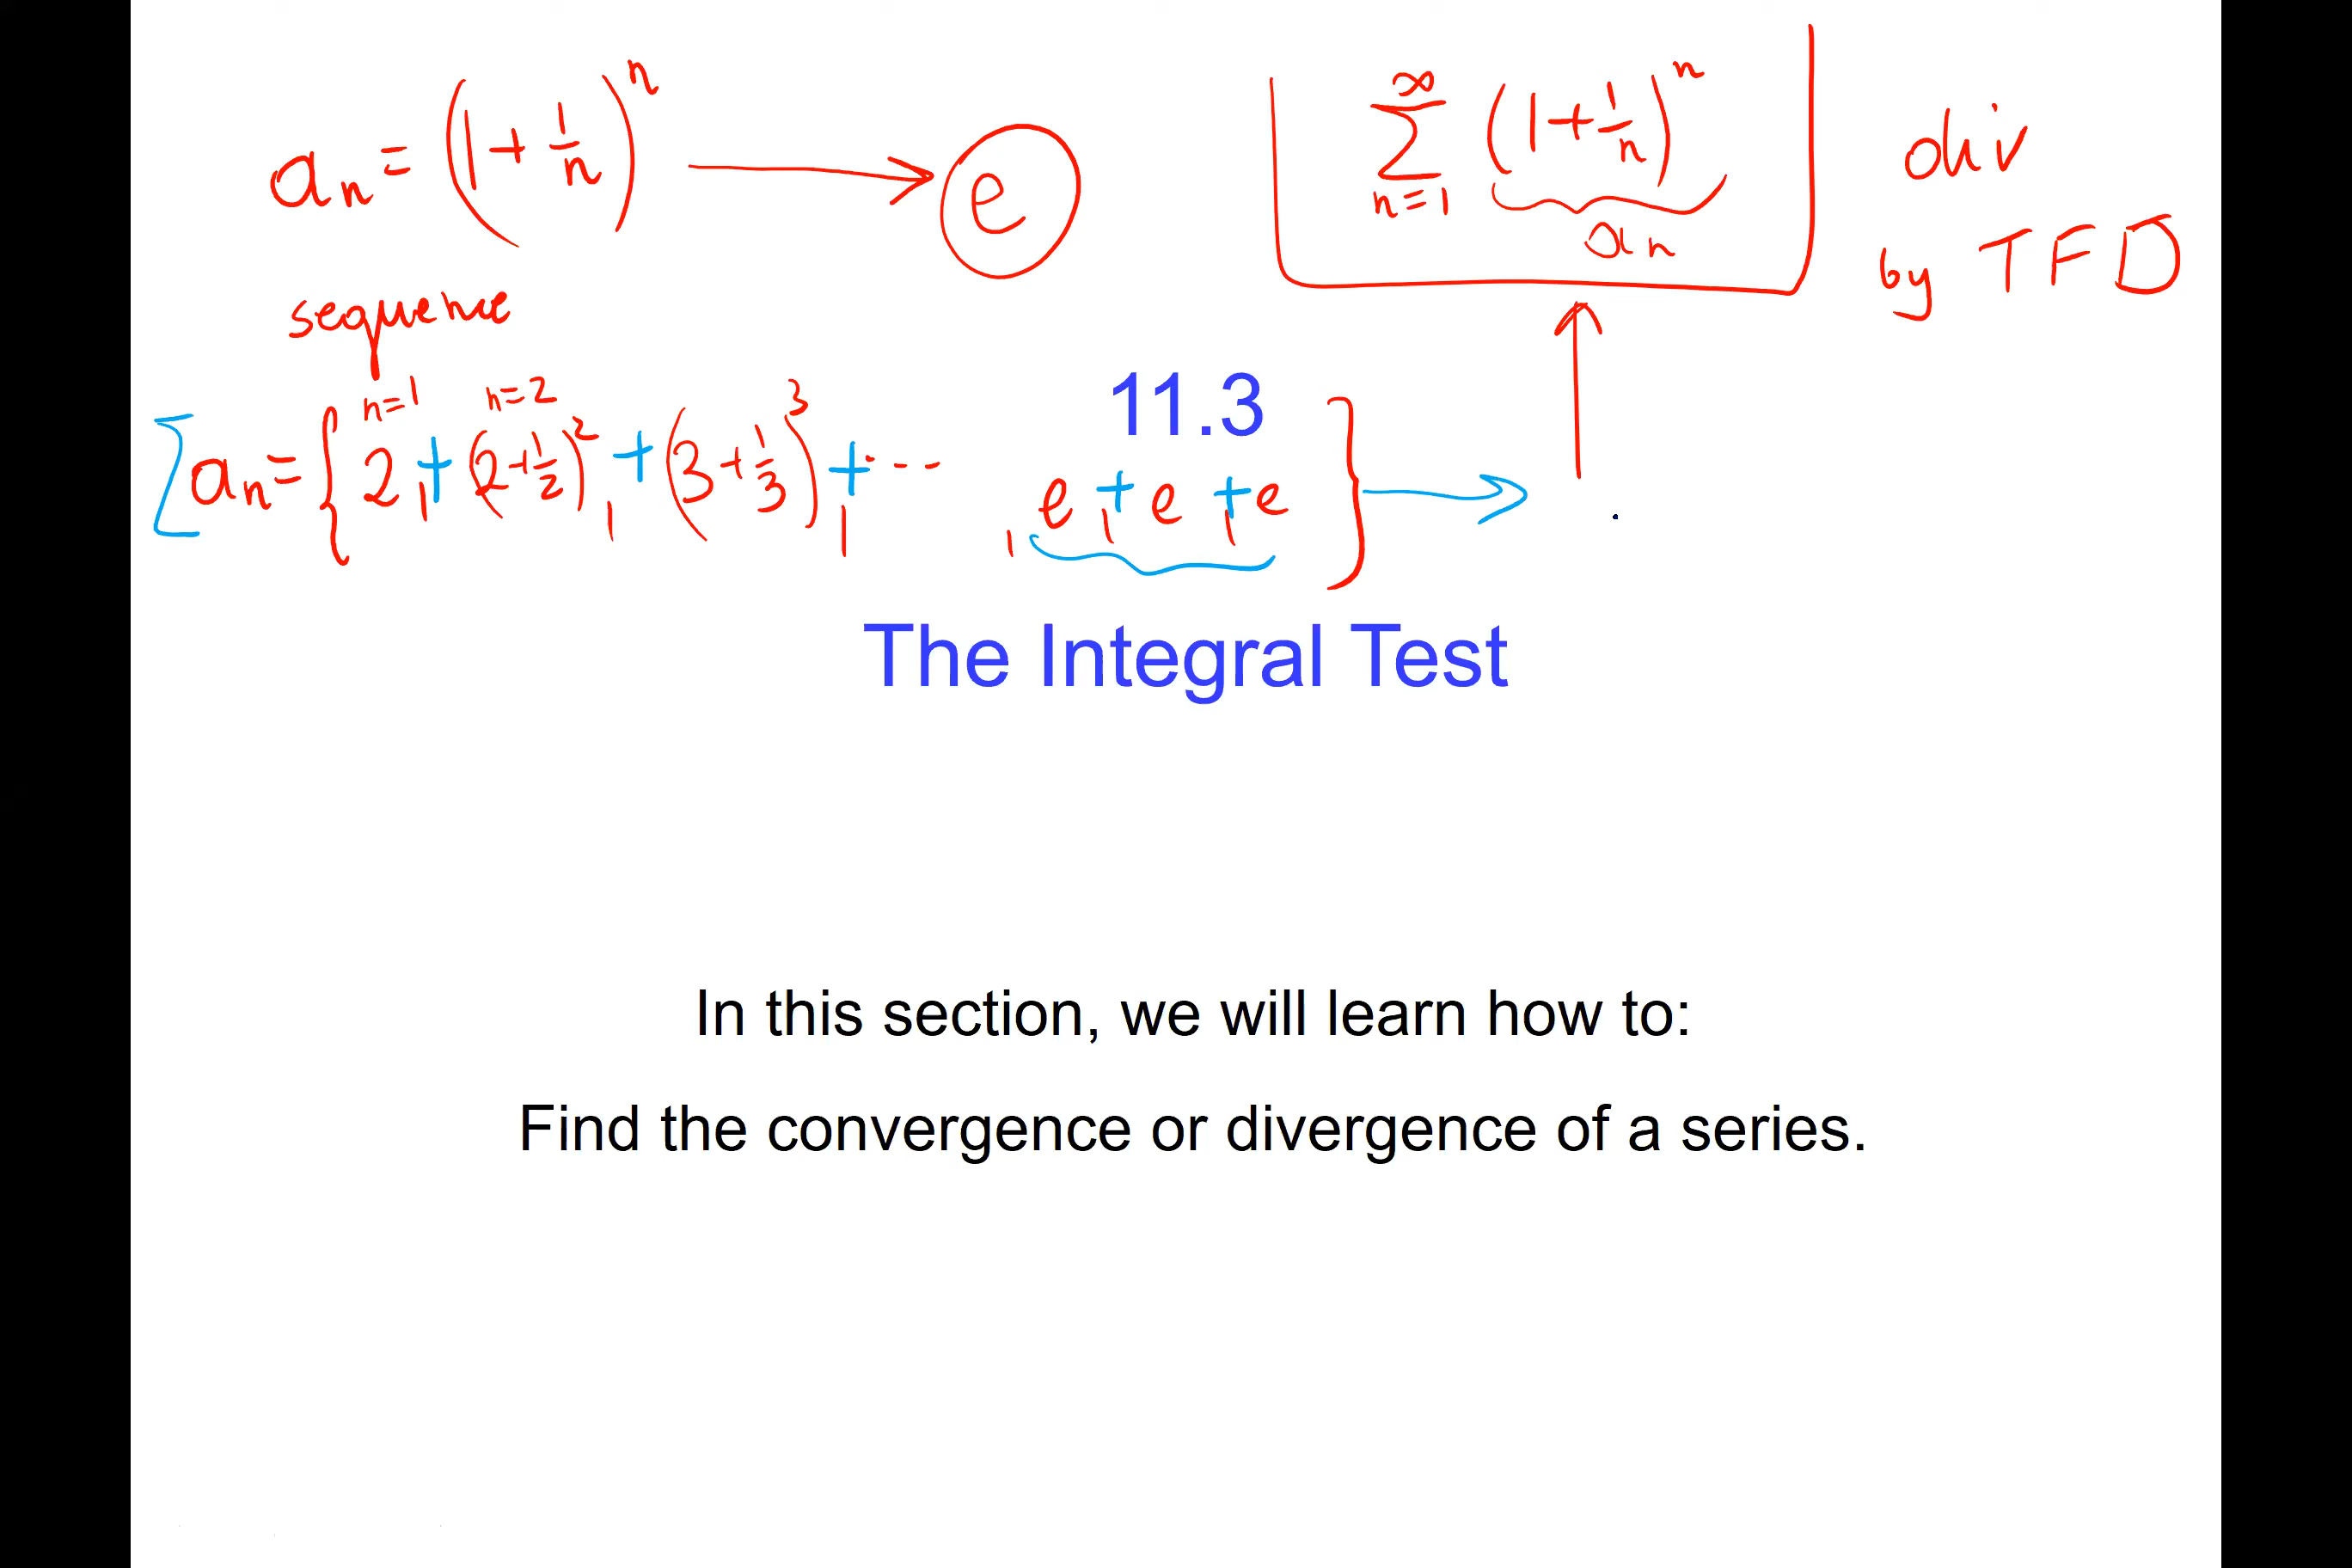 aₙ = (1 + 1/n)ⁿ → e
∞
∑ (1 + 1/n)ⁿ div
n=1
aₙ
by TFD
sequence
n=1 n=2
11.3
[aₙ = { 2, + (2 + 1/2)², + (3 + 1/3)³, + ... , e, + e, + e } →
The Integral Test
In this section, we will learn how to:
Find the convergence or divergence of a series.